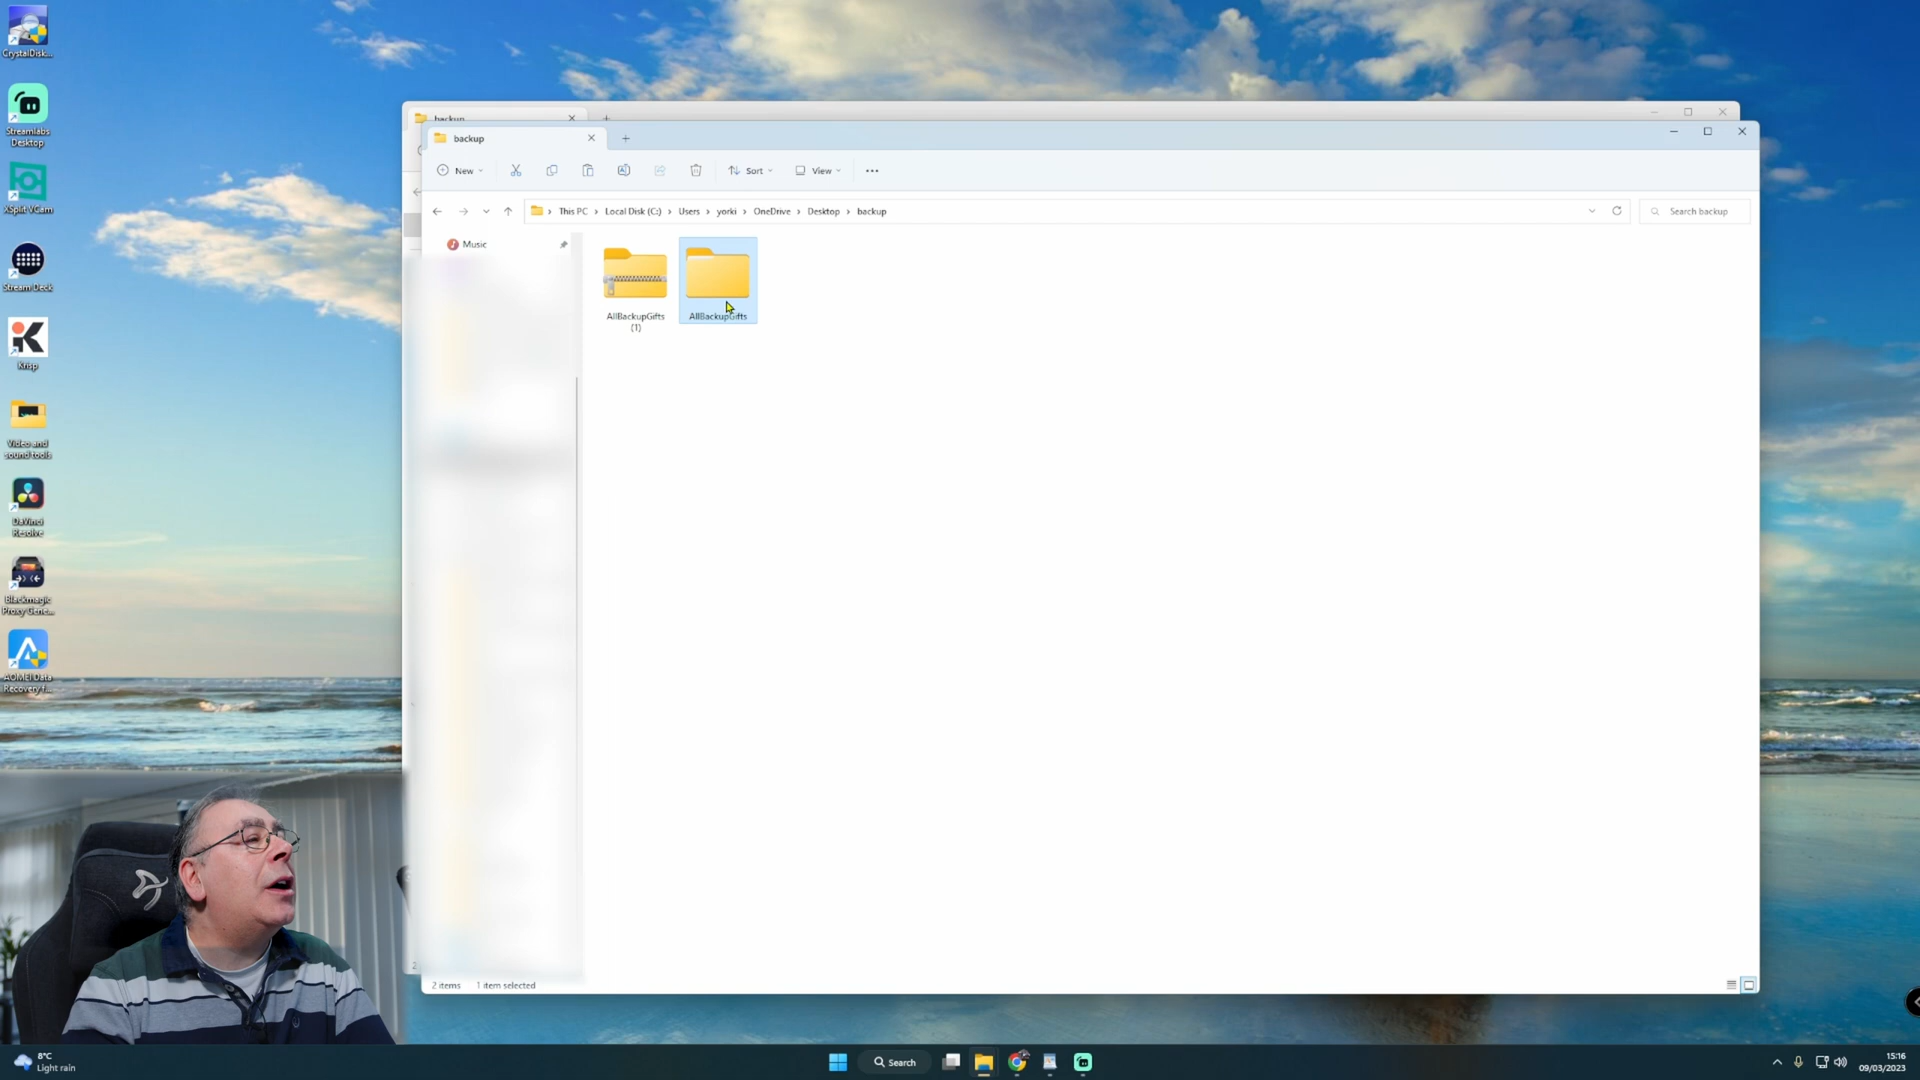 CrystalDisk...
Streamlabs
Desktop
XSplit VCam
Stream Deck
Krisp
Video and
sound tools
DaVinci
Resolve
Blackmagic
Proxy Gene...
AOMEI Data
Recovery f...
backup
backup
New
Sort
View
This PC > Local Disk (C:) > Users > yorki > OneDrive > Desktop > backup
Search backup
Music
AllBackupGifts
(1)
AllBackupGifts
2 items
1 item selected
8°C
Light rain
Search
15:16
09/03/2023